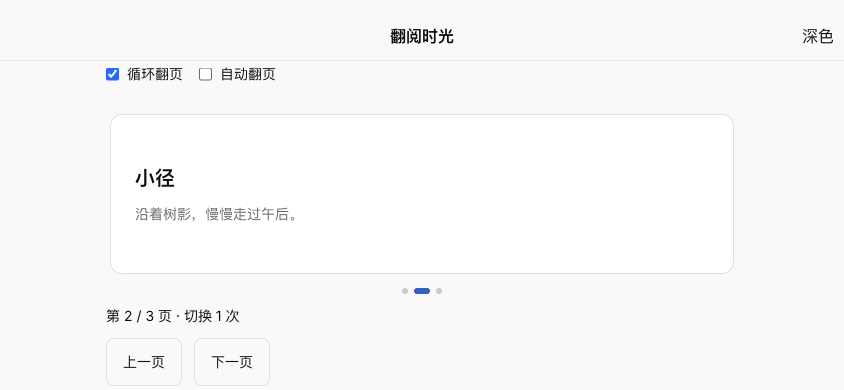 翻阅时光
深色
循环翻页 自动翻页
小径
沿着树影，慢慢走过午后。
第 2 / 3 页 · 切换 1 次
上一页 下一页